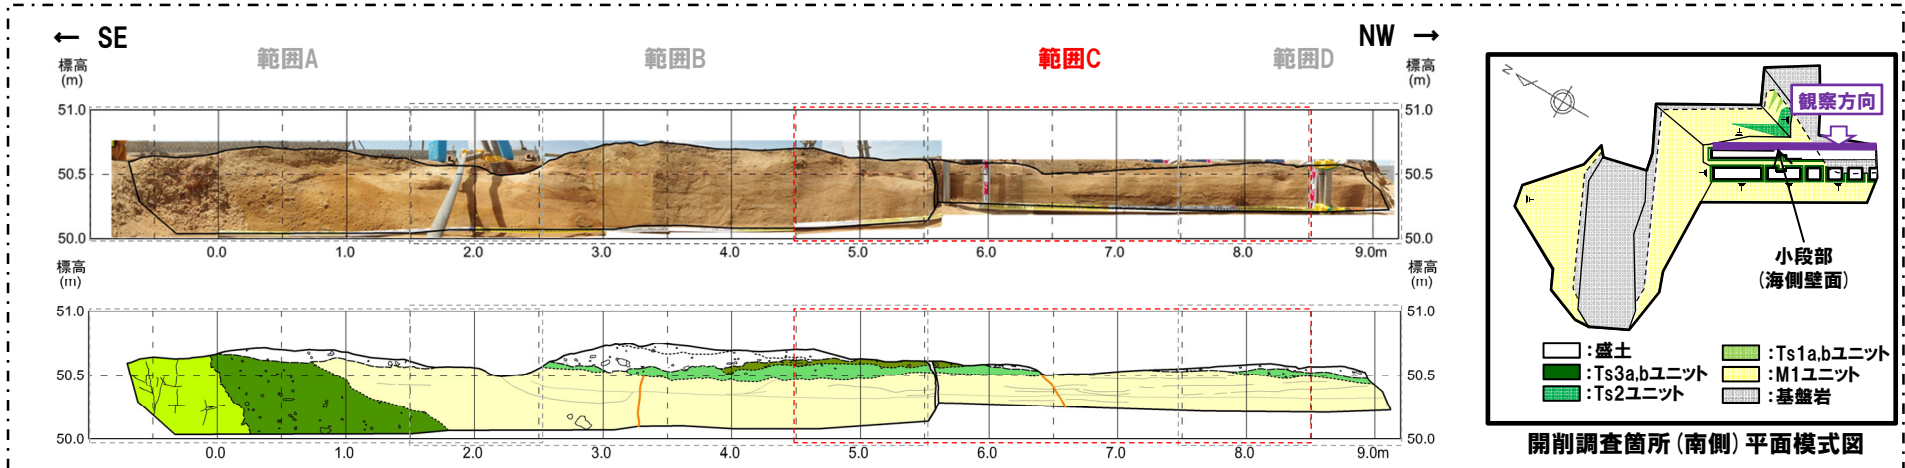 ← SE
NW →
範囲A
範囲B
範囲C
範囲D
標高
(m)
標高
(m)
51.0
51.0
50.5
50.5
50.0
50.0
0.0
1.0
2.0
3.0
4.0
5.0
6.0
7.0
8.0
9.0m
標高
(m)
標高
(m)
51.0
51.0
50.5
50.5
50.0
50.0
0.0
1.0
2.0
3.0
4.0
5.0
6.0
7.0
8.0
9.0m
N
観察方向
小段部
(海側壁面)
:盛土
:Ts3a,bユニット
:Ts2ユニット
:Ts1a,bユニット
:M1ユニット
:基盤岩
開削調査箇所(南側)平面模式図